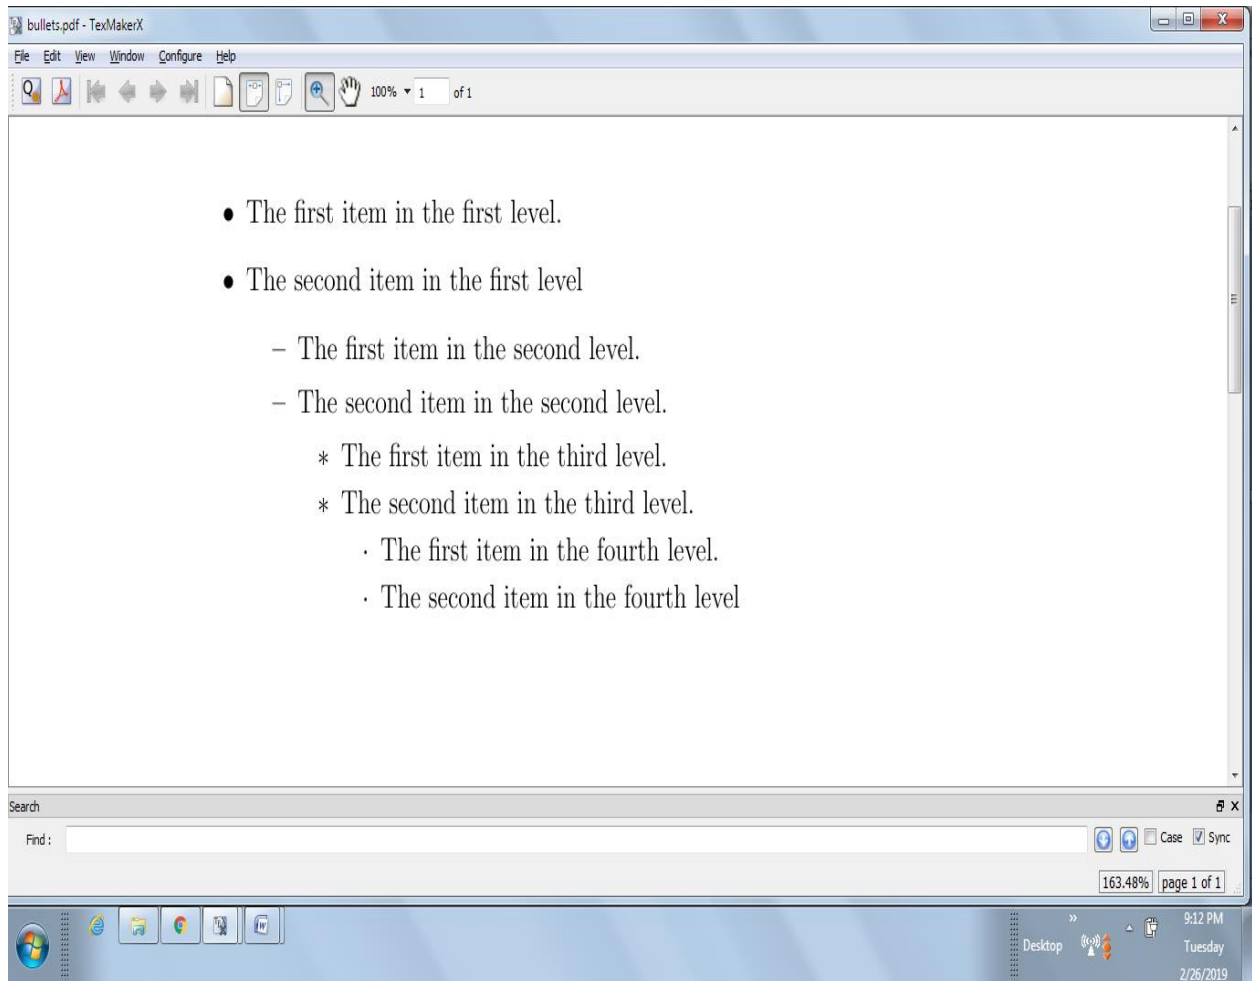 bullets.pdf - TexMakerX
File Edit View Window Configure Help
100% 1 of 1
• The first item in the first level.
• The second item in the first level
– The first item in the second level.
– The second item in the second level.
* The first item in the third level.
* The second item in the third level.
· The first item in the fourth level.
· The second item in the fourth level
Search
Find :
Case Sync
163.48% page 1 of 1
9:12 PM
Desktop
Tuesday
2/26/2019